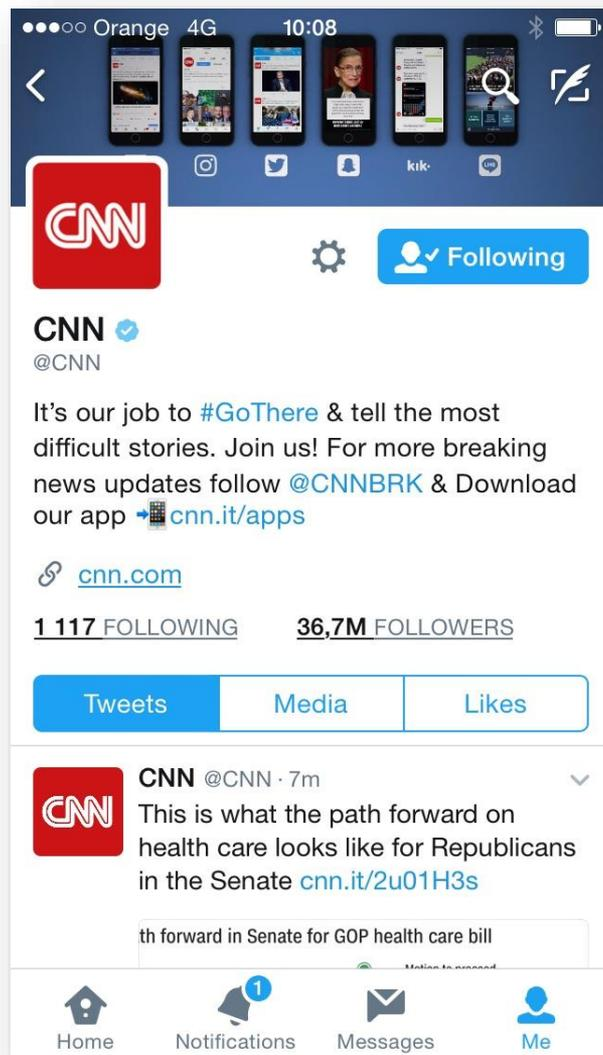 Orange 4G 10:08
kik
LINE
CNN
Following
CNN
@CNN
It's our job to #GoThere & tell the most
difficult stories. Join us! For more breaking
news updates follow @CNNBRK & Download
our app cnn.it/apps
cnn.com
1 117 FOLLOWING 36,7M FOLLOWERS
Tweets Media Likes
CNN @CNN · 7m
CNN
This is what the path forward on
health care looks like for Republicans
in the Senate cnn.it/2u01H3s
th forward in Senate for GOP health care bill
Motion to proceed
1
Home Notifications Messages Me